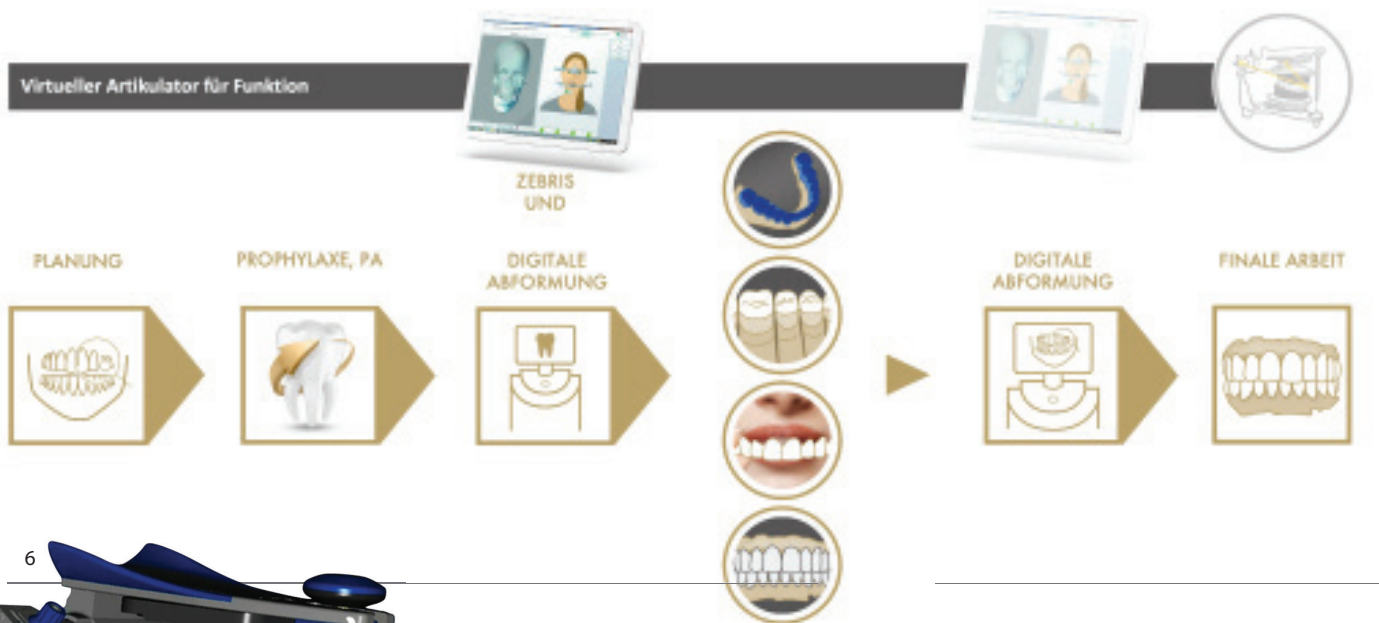 Virtueller Artikulator für Funktion
ZEBRIS
UND
PLANUNG
PROPHYLAXE, PA
DIGITALE
ABFORMUNG
DIGITALE
ABFORMUNG
FINALE ARBEIT
6